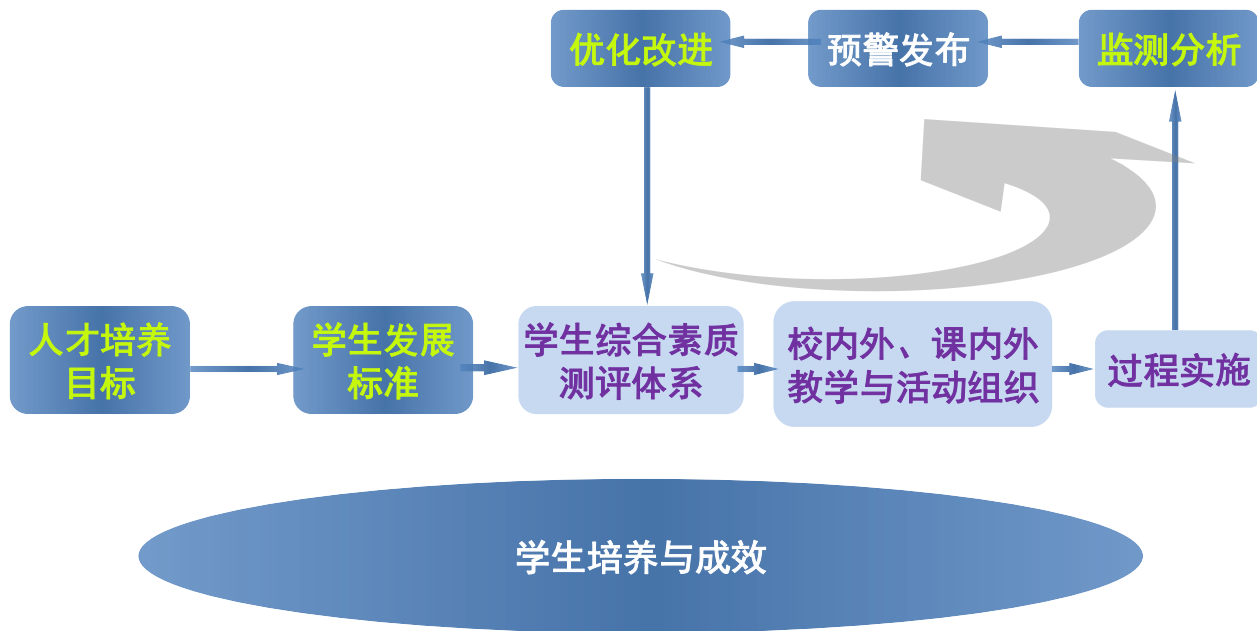 优化改进
预警发布
监测分析
人才培养
目标
学生发展
标准
学生综合素质
测评体系
校内外、课内外
教学与活动组织
过程实施
学生培养与成效